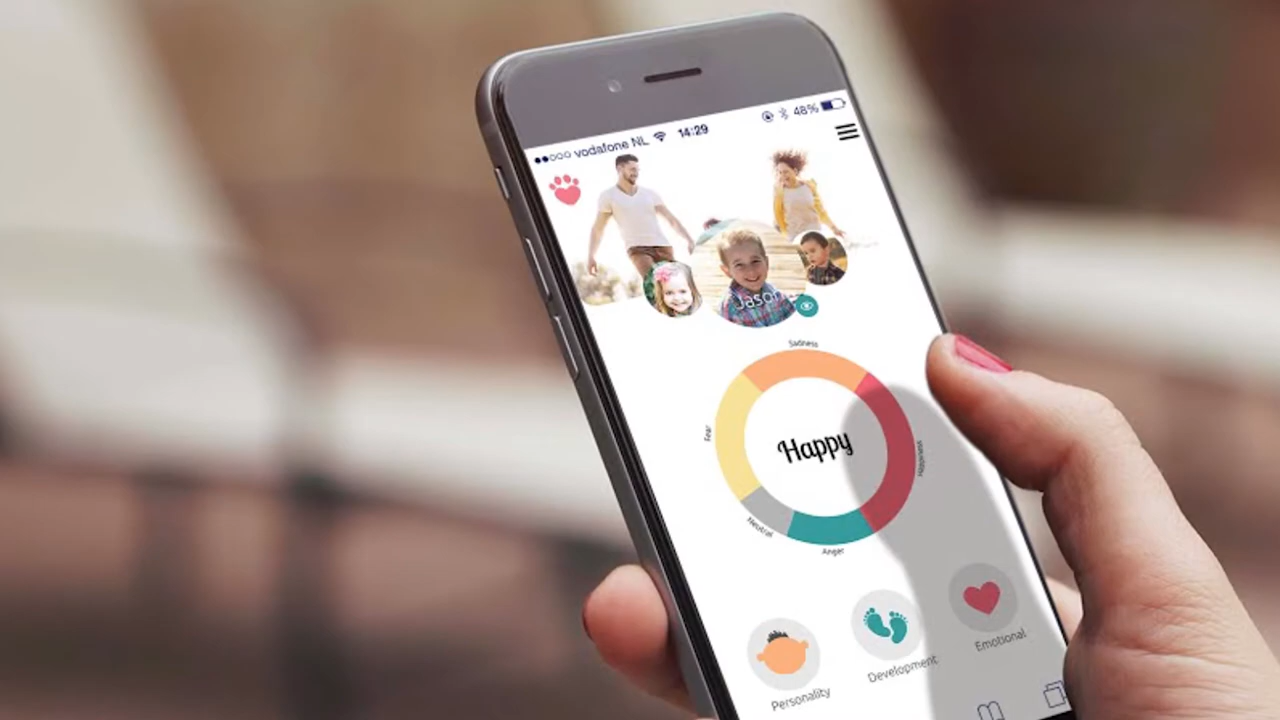 vodafone NL 14:29 48%
Jason
Sadness
Happy
Fear
Happiness
Neutral
Anger
Personality
Development
Emotional